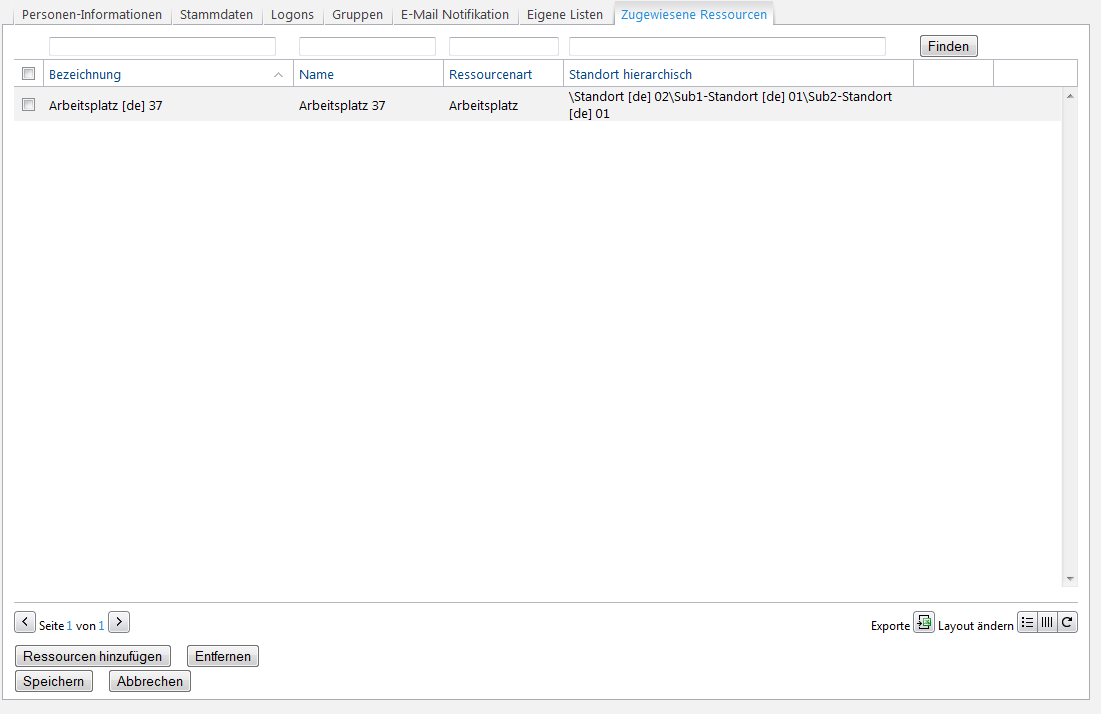 Personen-Informationen Stammdaten Logons Gruppen E-Mail Notifikation Eigene Listen Zugewiesene Ressourcen
Finden
Bezeichnung Name Ressourcenart Standort hierarchisch
Arbeitsplatz [de] 37 Arbeitsplatz 37 Arbeitsplatz \Standort [de] 02\Sub1-Standort [de] 01\Sub2-Standort
[de] 01
Seite 1 von 1 Exporte Layout ändern
Ressourcen hinzufügen Entfernen
Speichern Abbrechen